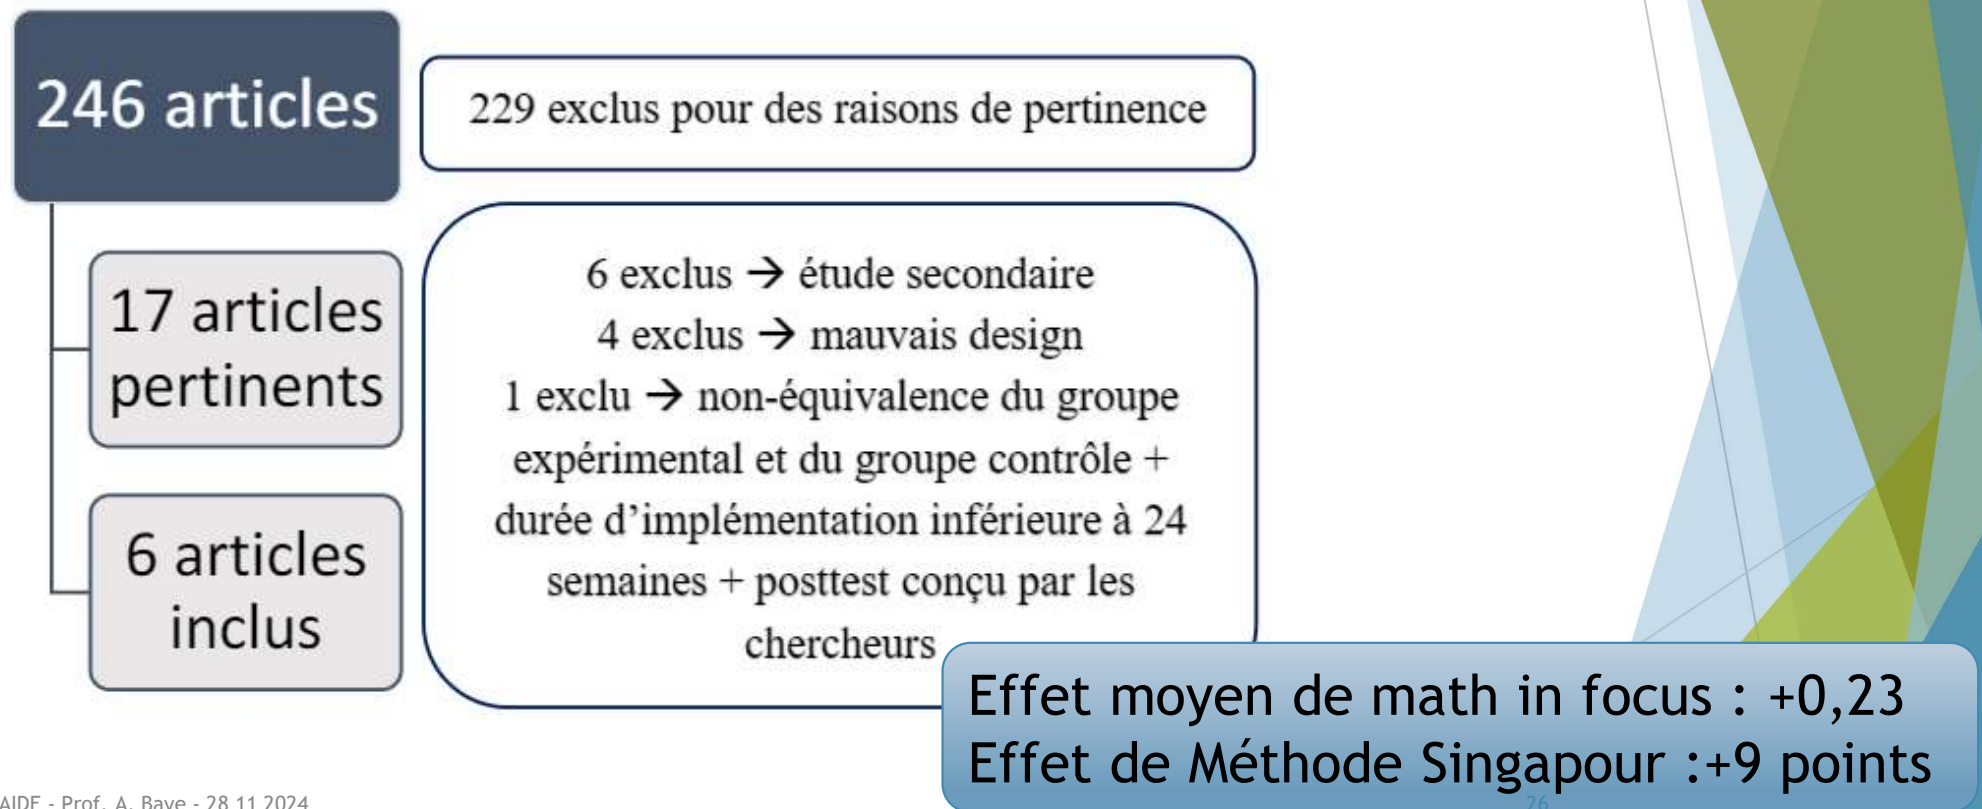 246 articles
229 exclus pour des raisons de pertinence
17 articles
pertinents
6 exclus → étude secondaire
4 exclus → mauvais design
1 exclu → non-équivalence du groupe
expérimental et du groupe contrôle +
durée d’implémentation inférieure à 24
semaines + posttest conçu par les
chercheurs
6 articles
inclus
Effet moyen de math in focus : +0,23
Effet de Méthode Singapour :+9 points
AIDE - Prof. A. Baye - 28 11 2024
26